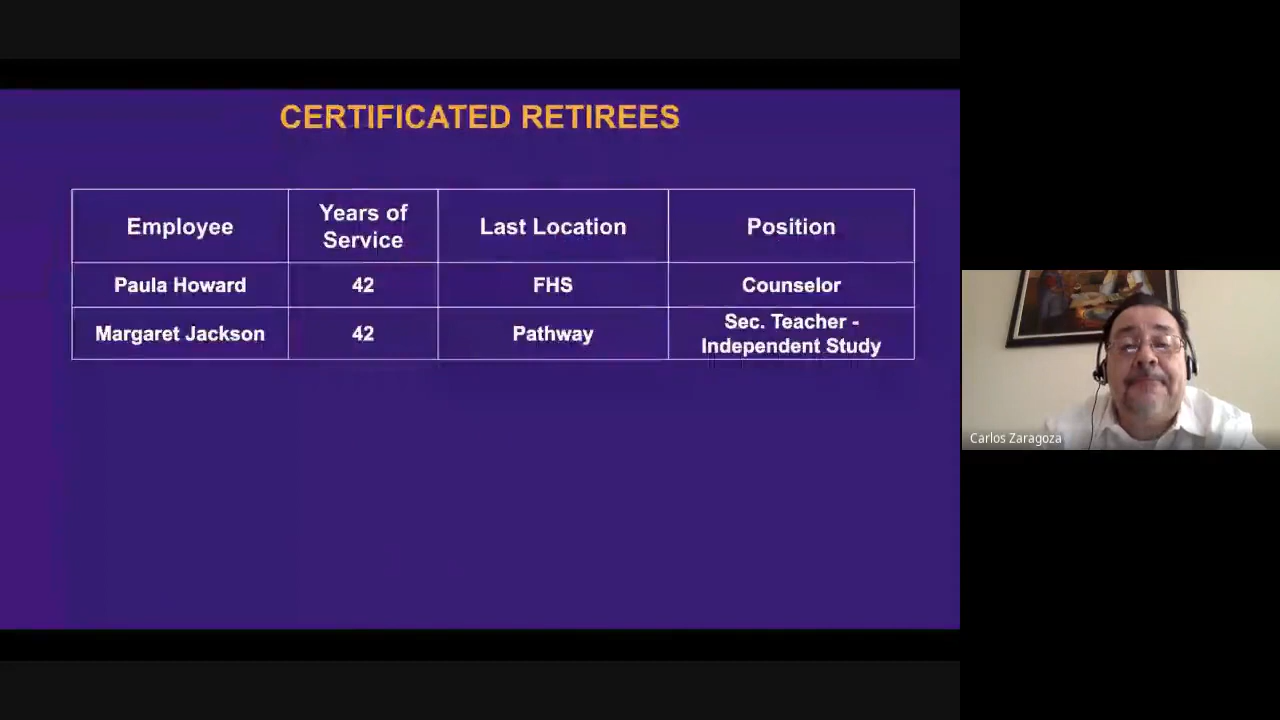 CERTIFICATED RETIREES
Employee
Years of
Service
Last Location
Position
Paula Howard
42
FHS
Counselor
Margaret Jackson
42
Pathway
Sec. Teacher -
Independent Study
Carlos Zaragoza